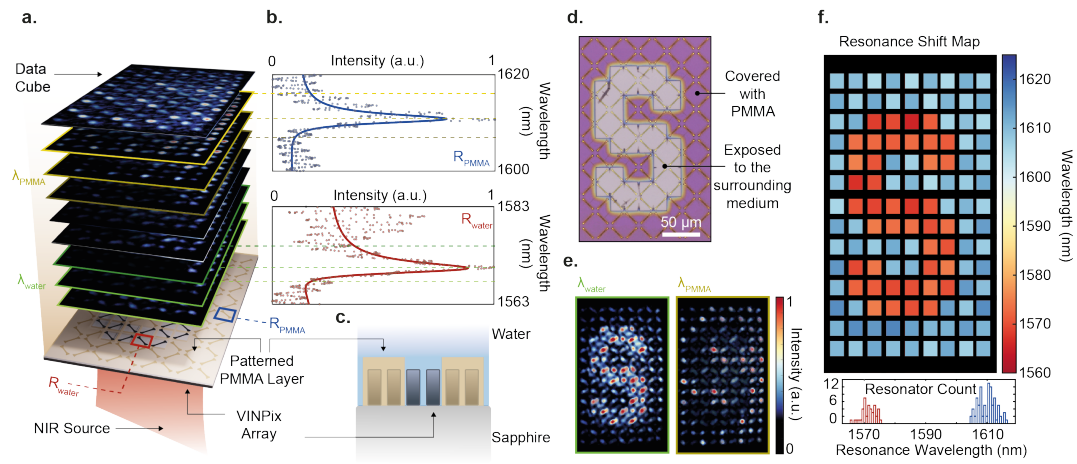 a.
Data
Cube
λPMMA
λwater
Rwater
RPMMA
Patterned
PMMA Layer
VINPix
Array
NIR Source
b.
0
Intensity (a.u.)
1
1620
Wavelength
(nm)
RPMMA
1600
0
Intensity (a.u.)
1
1583
Rwater
Wavelength
(nm)
1563
c.
Water
Sapphire
d.
Covered
with
PMMA
Exposed
to the
surrounding
medium
50 µm
e.
λwater
λPMMA
1
Intensity (a.u.)
0
f.
Resonance Shift Map
1620
1610
1600
1590
1580
1570
1560
Wavelength (nm)
Resonator Count
12
8
4
0
1570
1590
1610
Resonance Wavelength (nm)